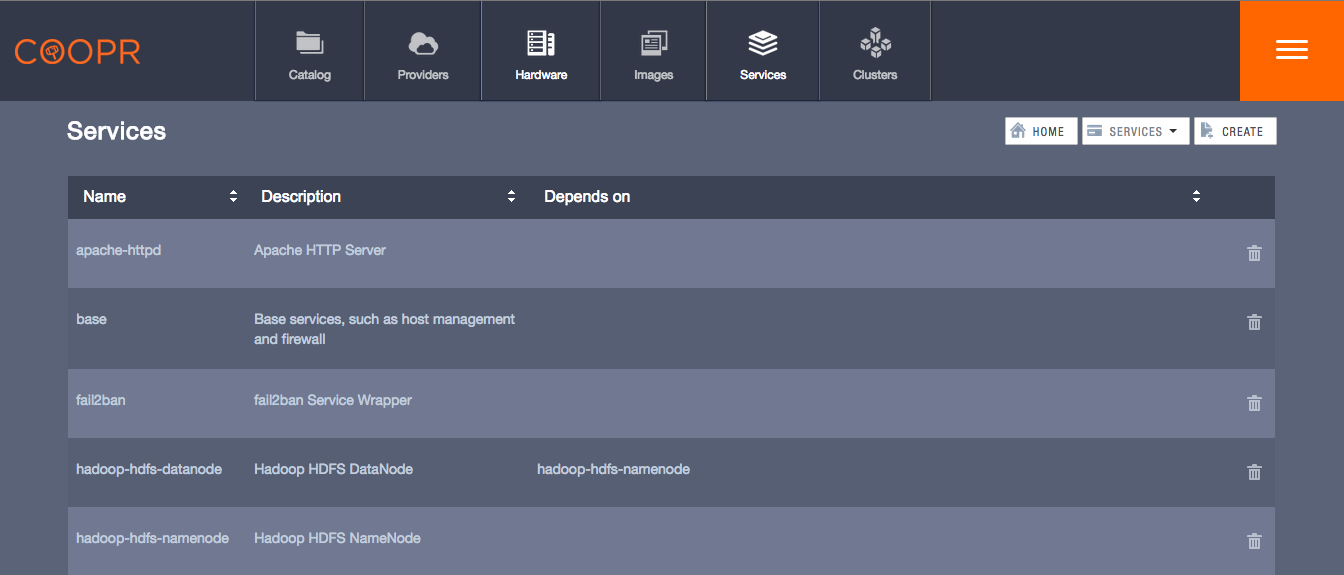 COOPR
Catalog
Providers
Hardware
Images
Services
Clusters
Services
HOME
SERVICES
CREATE
Name
Description
Depends on
apache-httpd
Apache HTTP Server
base
Base services, such as host management
and firewall
fail2ban
fail2ban Service Wrapper
hadoop-hdfs-datanode
Hadoop HDFS DataNode
hadoop-hdfs-namenode
hadoop-hdfs-namenode
Hadoop HDFS NameNode